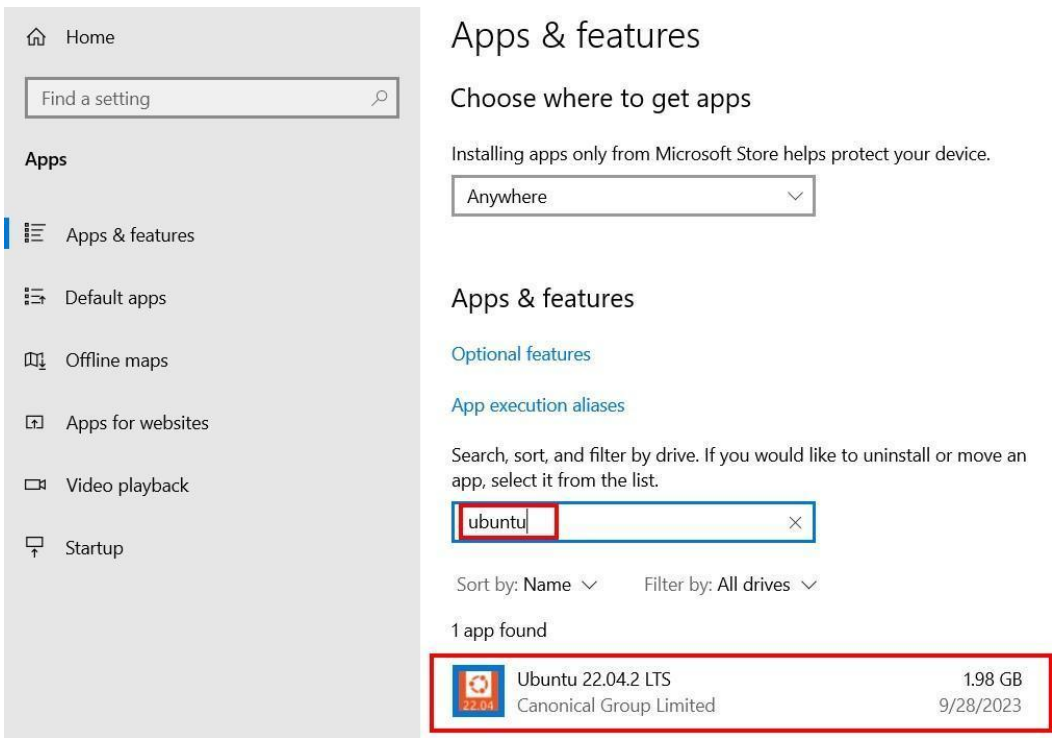 Home
Find a setting
Apps
Apps & features
Default apps
Offline maps
Apps for websites
Video playback
Startup
Apps & features
Choose where to get apps
Installing apps only from Microsoft Store helps protect your device.
Anywhere
Apps & features
Optional features
App execution aliases
Search, sort, and filter by drive. If you would like to uninstall or move an
app, select it from the list.
ubuntu
Sort by: Name Filter by: All drives
1 app found
Ubuntu 22.04.2 LTS 1.98 GB
22.04 Canonical Group Limited 9/28/2023